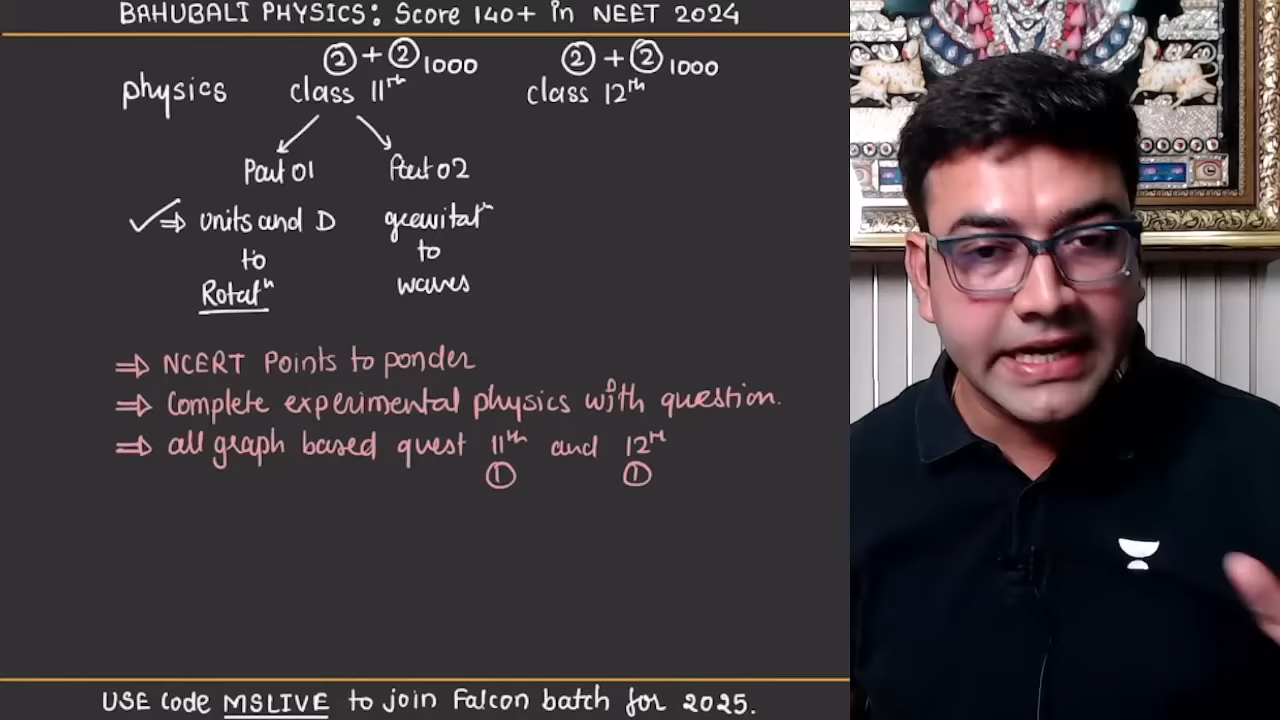 BAHUBALI PHYSICS: Score 140+ in NEET 2024
② + ② 1000 ② + ② 1000
physics class 11th class 12th
Part 01 Part 02
✓⇒ units and D gravitatn
to to
Rotatn waves
⇒ NCERT Points to ponder
⇒ Complete experimental physics with question.
⇒ all graph based quest 11th and 12th
① ①
USE Code MSLIVE to join Falcon batch for 2025.